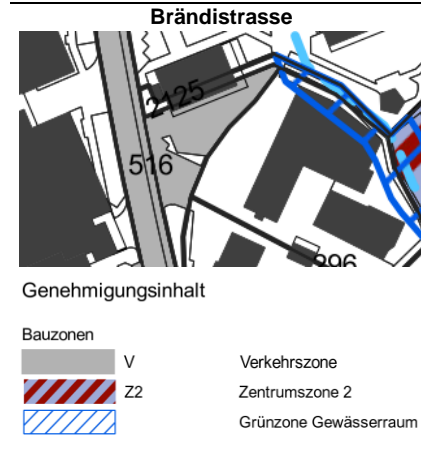 Brändistrasse
2125
516
896
Genehmigungsinhalt
Bauzonen
V Verkehrszone
Z2 Zentrumszone 2
Grünzone Gewässerraum